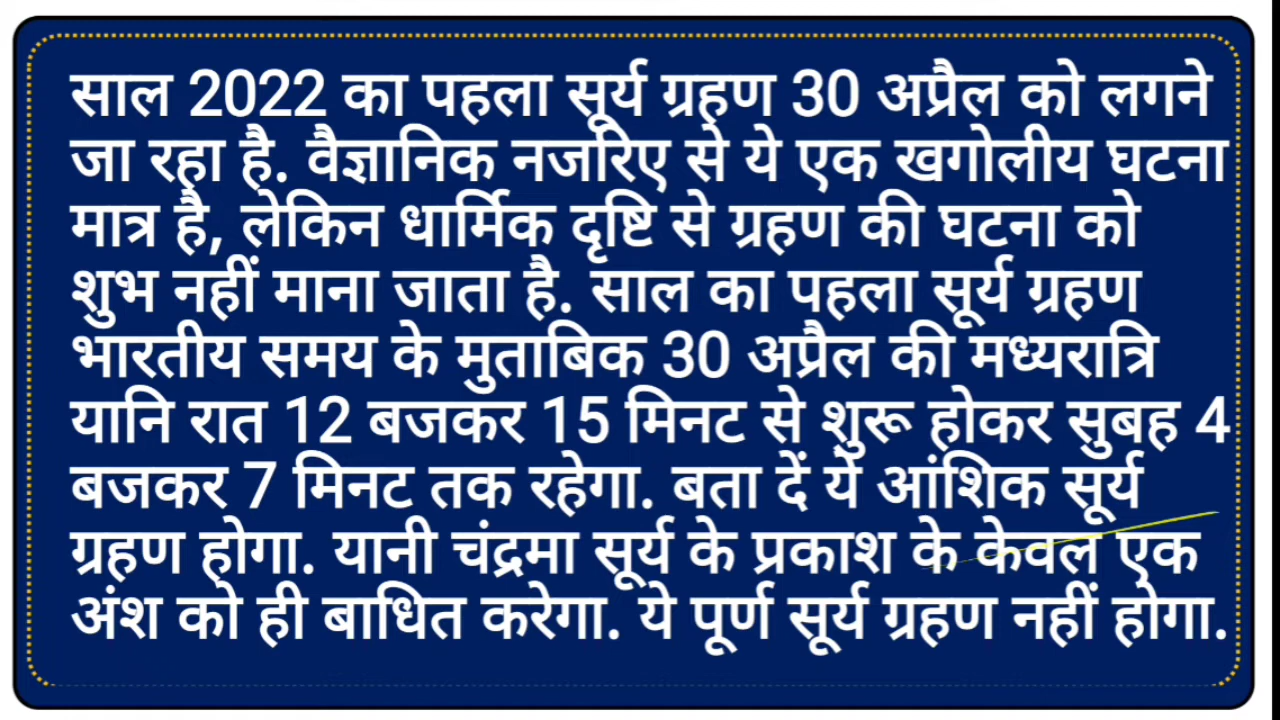 साल 2022 का पहला सूर्य ग्रहण 30 अप्रैल को लगने
जा रहा है. वैज्ञानिक नजरिए से ये एक खगोलीय घटना
मात्र है, लेकिन धार्मिक दृष्टि से ग्रहण की घटना को
शुभ नहीं माना जाता है. साल का पहला सूर्य ग्रहण
भारतीय समय के मुताबिक 30 अप्रैल की मध्यरात्रि
यानि रात 12 बजकर 15 मिनट से शुरू होकर सुबह 4
बजकर 7 मिनट तक रहेगा. बता दें ये आंशिक सूर्य
ग्रहण होगा. यानी चंद्रमा सूर्य के प्रकाश के केवल एक
अंश को ही बाधित करेगा. ये पूर्ण सूर्य ग्रहण नहीं होगा.